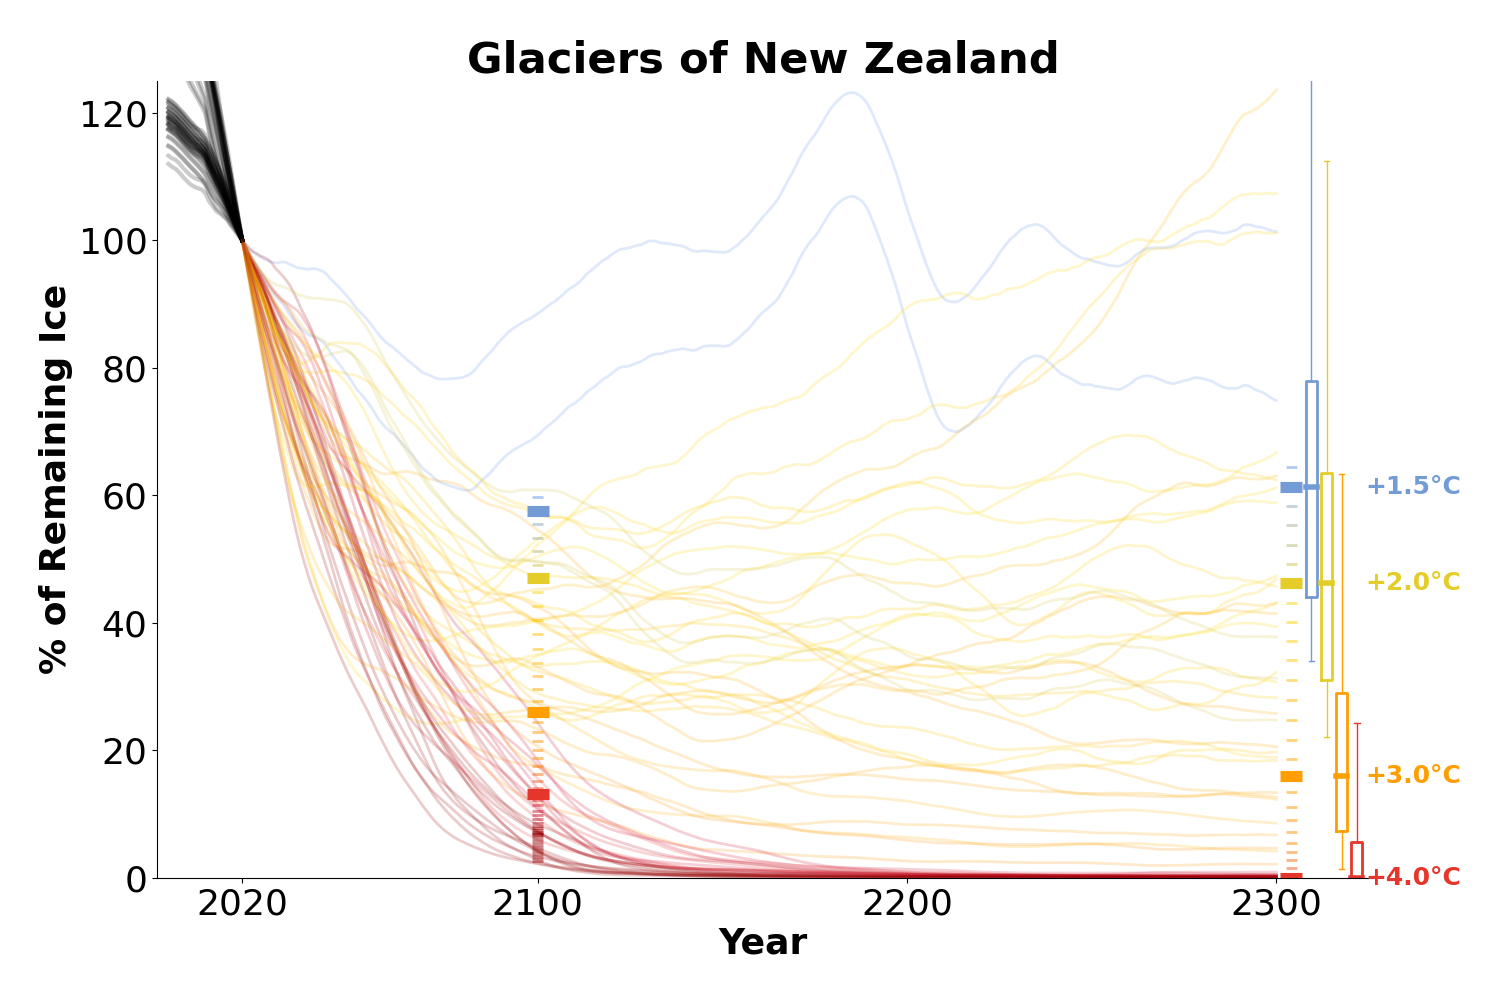 Glaciers of New Zealand
% of Remaining Ice
120
100
80
60
40
20
0
+1.5°C
+2.0°C
+3.0°C
+4.0°C
2020
2100
2200
2300
Year